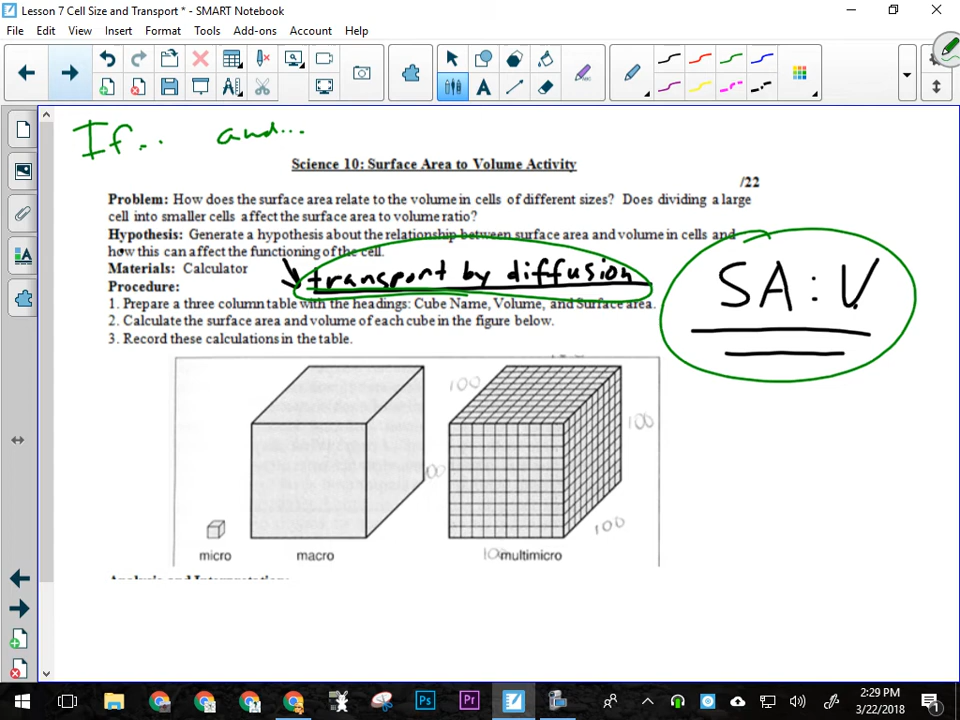 Lesson 7 Cell Size and Transport * - SMART Notebook
File Edit View Insert Format Tools Add-ons Account Help
If... and...
Science 10: Surface Area to Volume Activity
/22
Problem: How does the surface area relate to the volume in cells of different sizes? Does dividing a large
cell into smaller cells affect the surface area to volume ratio?
Hypothesis: Generate a hypothesis about the relationship between surface area and volume in cells and
how this can affect the functioning of the cell.
Materials: Calculator
transport by diffusion
SA : V
Procedure:
1. Prepare a three column table with the headings: Cube Name, Volume, and Surface area.
2. Calculate the surface area and volume of each cube in the figure below.
3. Record these calculations in the table.
100
100
100
micro macro multimicro
Analysis and Interpretation:
2:29 PM
3/22/2018